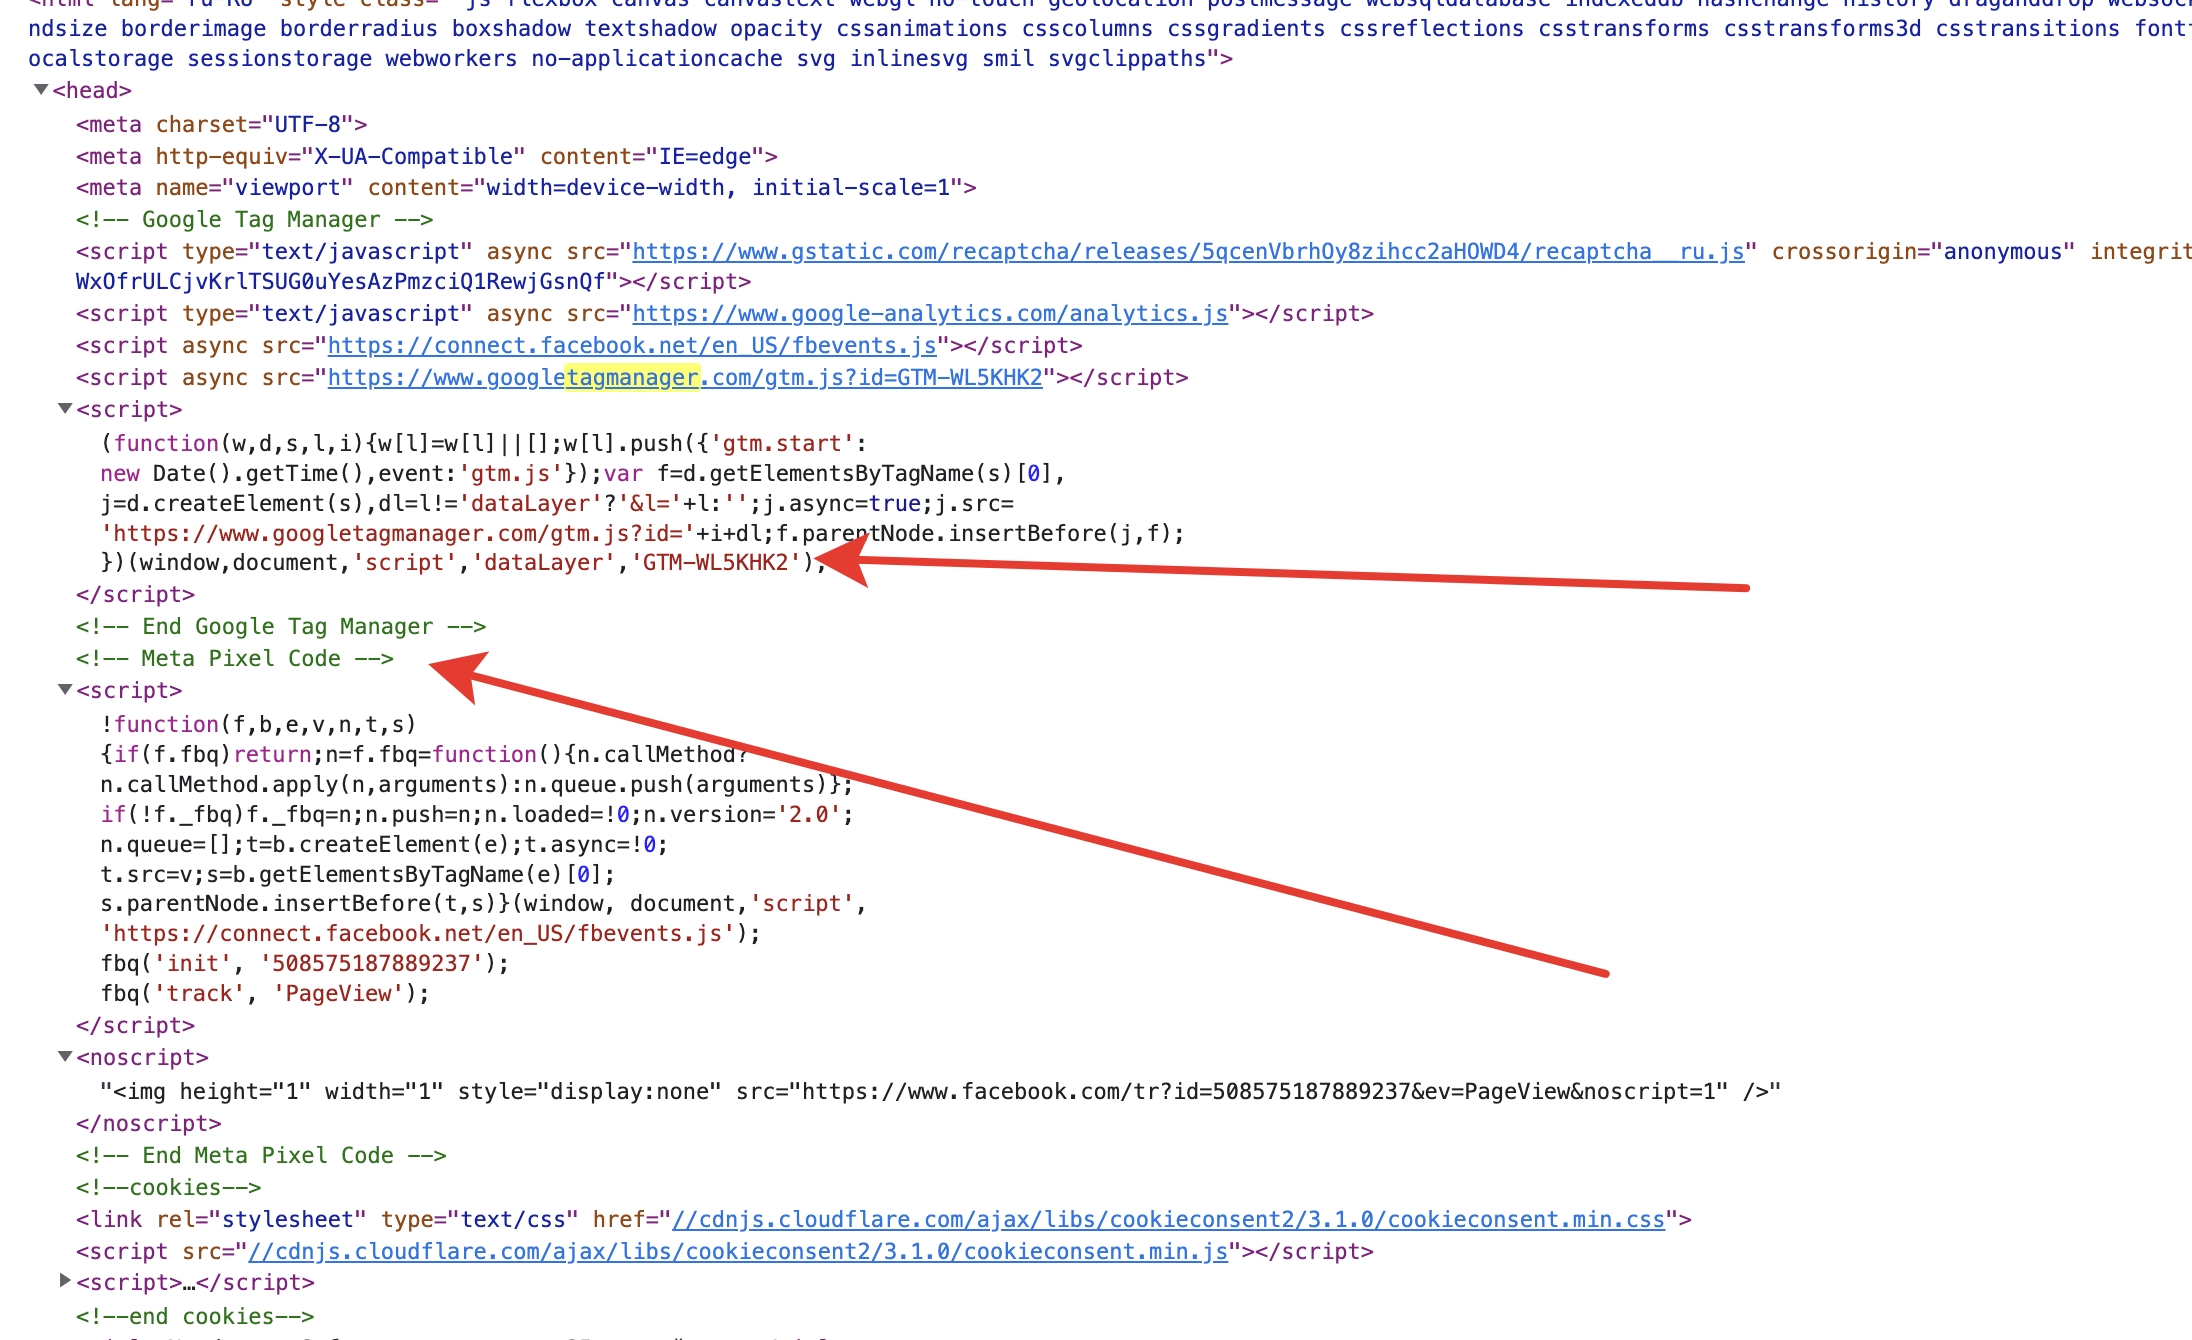 ndsize borderimage borderradius boxshadow textshadow opacity cssanimations csscolumns cssgradients cssreflections csstransforms csstransforms3d csstransitions
ocalstorage sessionstorage webworkers no-applicationcache svg inlinesvg smil svgclippaths">
<head>
<meta charset="UTF-8">
<meta http-equiv="X-UA-Compatible" content="IE=edge">
<meta name="viewport" content="width=device-width, initial-scale=1">
<!-- Google Tag Manager -->
<script type="text/javascript" async src="https://www.gstatic.com/recaptcha/releases/5qcenVbrhOy8zihcc2aHOWD4/recaptcha__ru.js" crossorigin="anonymous" integrit
WxOfrULCjvKrlTSUG0uYesAzPmzciQ1RewjGsnQf"></script>
<script type="text/javascript" async src="https://www.google-analytics.com/analytics.js"></script>
<script async src="https://connect.facebook.net/en_US/fbevents.js"></script>
<script async src="https://www.googletagmanager.com/gtm.js?id=GTM-WL5KHK2"></script>
<script>
(function(w,d,s,l,i){w[l]=w[l]||[];w[l].push({'gtm.start':
new Date().getTime(),event:'gtm.js'});var f=d.getElementsByTagName(s)[0],
j=d.createElement(s),dl=l!='dataLayer'?'&l='+l:'';j.async=true;j.src=
'https://www.googletagmanager.com/gtm.js?id='+i+dl;f.parentNode.insertBefore(j,f);
})(window,document,'script','dataLayer','GTM-WL5KHK2');
</script>
<!-- End Google Tag Manager -->
<!-- Meta Pixel Code -->
<script>
!function(f,b,e,v,n,t,s)
{if(f.fbq)return;n=f.fbq=function(){n.callMethod?
n.callMethod.apply(n,arguments):n.queue.push(arguments)};
if(!f._fbq)f._fbq=n;n.push=n;n.loaded=!0;n.version='2.0';
n.queue=[];t=b.createElement(e);t.async=!0;
t.src=v;s=b.getElementsByTagName(e)[0];
s.parentNode.insertBefore(t,s)}(window, document,'script',
'https://connect.facebook.net/en_US/fbevents.js');
fbq('init', '508575187889237');
fbq('track', 'PageView');
</script>
<noscript>
"<img height="1" width="1" style="display:none" src="https://www.facebook.com/tr?id=508575187889237&ev=PageView&noscript=1" />"
</noscript>
<!-- End Meta Pixel Code -->
<!--cookies-->
<link rel="stylesheet" type="text/css" href="//cdnjs.cloudflare.com/ajax/libs/cookieconsent2/3.1.0/cookieconsent.min.css">
<script src="//cdnjs.cloudflare.com/ajax/libs/cookieconsent2/3.1.0/cookieconsent.min.js"></script>
<script>…</script>
<!--end cookies-->